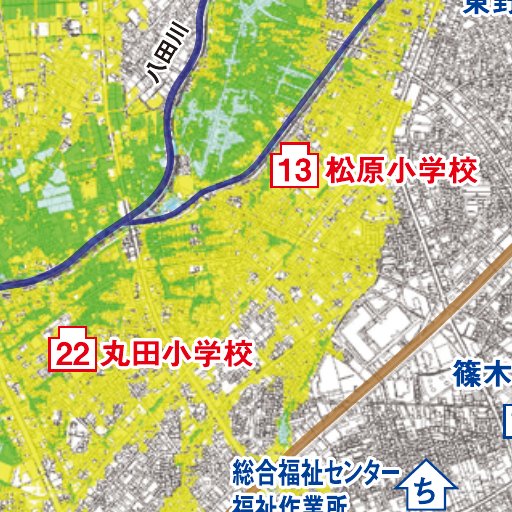 東野
八田川
13 松原小学校
22 丸田小学校
篠木
総合福祉センター
福祉作業所
ち